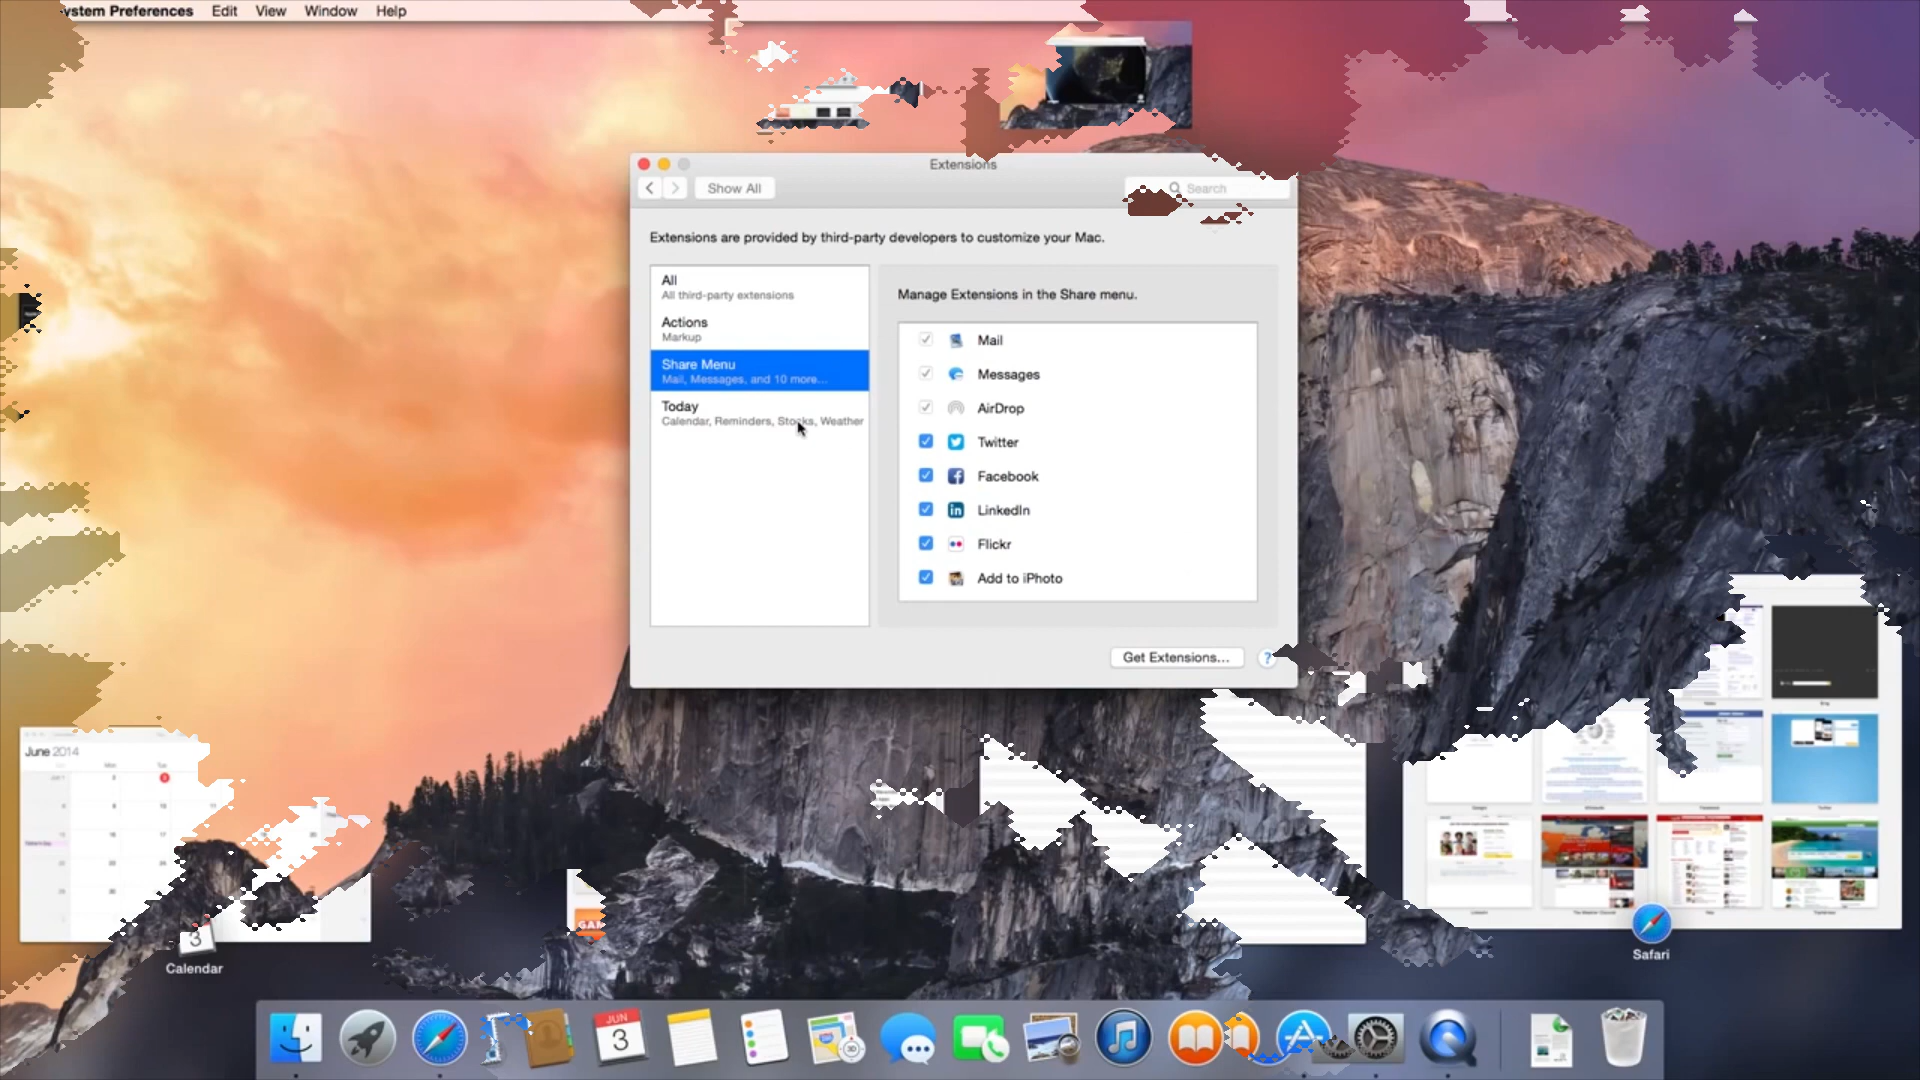 ystem Preferences Edit View Window Help
Extensions
Show All
Search
Extensions are provided by third-party developers to customize your Mac.
All
All third-party extensions
Actions
Markup
Share Menu
Mail, Messages, and 10 more...
Today
Calendar, Reminders, Stocks, Weather
Manage Extensions in the Share menu.
Mail
Messages
AirDrop
Twitter
Facebook
LinkedIn
Flickr
Add to iPhoto
Get Extensions...
?
June 2014
Mon
Tue
GAM
3
Calendar
Safari
JUN
3